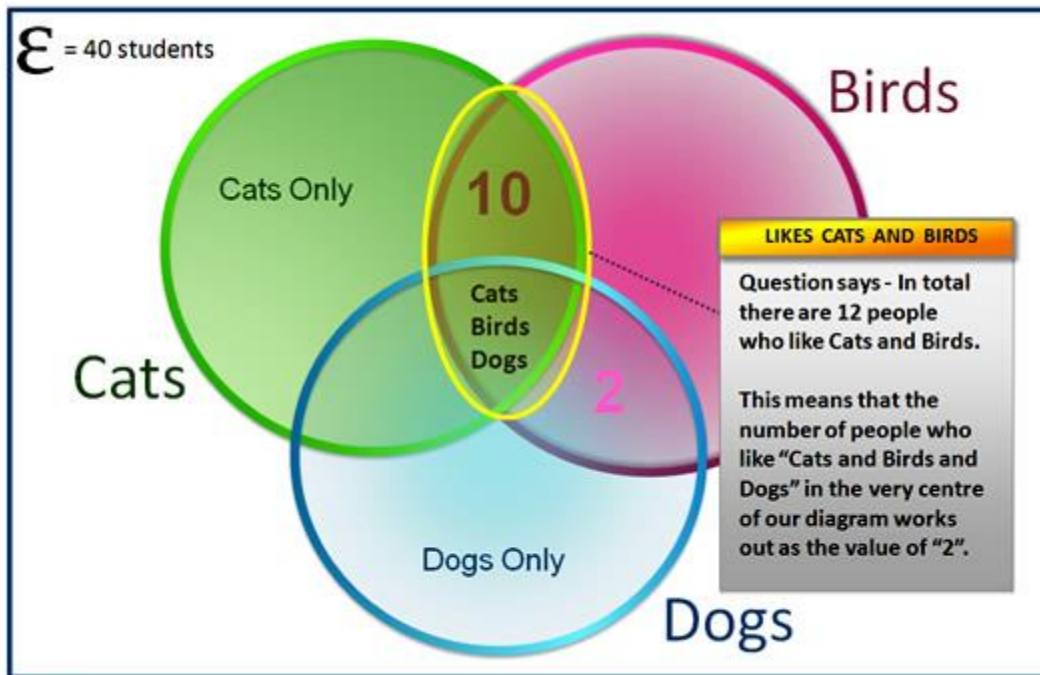 ε = 40 students
Birds
Cats Only
10
LIKES CATS AND BIRDS
Question says - In total
there are 12 people
who like Cats and Birds.
This means that the
number of people who
like “Cats and Birds and
Dogs” in the very centre
of our diagram works
out as the value of “2”.
Cats
Birds
Dogs
Cats
2
Dogs Only
Dogs